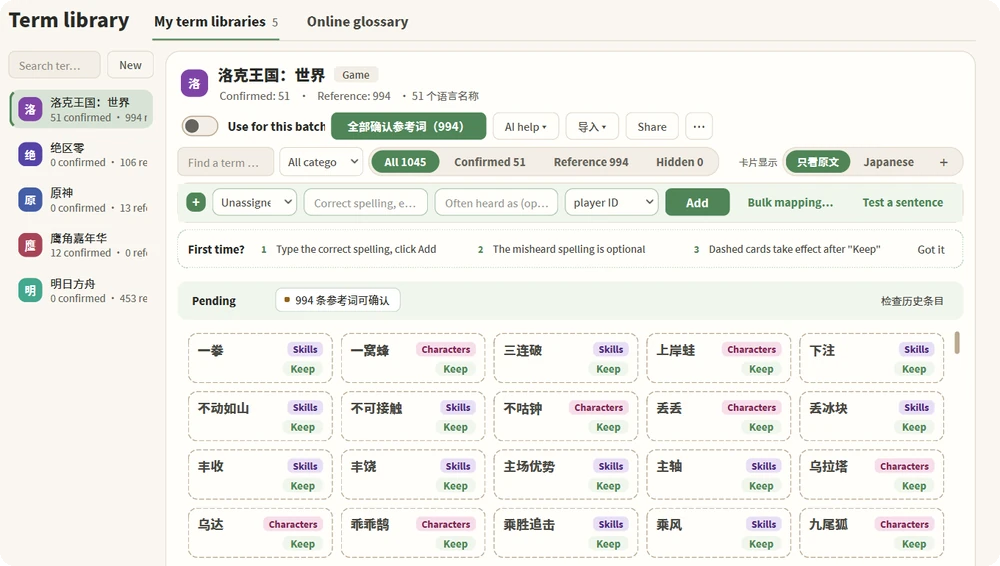 Term library
My term libraries 5
Online glossary
Search ter…
New
洛
洛克王国：世界
51 confirmed · 994 r
绝
绝区零
0 confirmed · 106 re
原
原神
0 confirmed · 13 refe
鹰
鹰角嘉年华
12 confirmed · 0 refe
明
明日方舟
0 confirmed · 453 re
洛
洛克王国：世界
Game
Confirmed: 51 · Reference: 994 · 51 个语言名称
Use for this batch
全部确认参考词（994）
AI help ▾
导入 ▾
Share
⋯
Find a term …
All catego
All 1045
Confirmed 51
Reference 994
Hidden 0
卡片显示
只看原文
Japanese
+
+
Unassigne
Correct spelling, e…
Often heard as (op…
player ID
Add
Bulk mapping…
Test a sentence
First time?
1 Type the correct spelling, click Add
2 The misheard spelling is optional
3 Dashed cards take effect after "Keep"
Got it
Pending
994 条参考词可确认
检查历史条目
一拳 Skills
Keep
一窝蜂 Characters
Keep
三连破 Skills
Keep
上岸蛙 Characters
Keep
下注 Skills
Keep
不动如山 Skills
Keep
不可接触 Skills
Keep
不咕钟 Characters
Keep
丢丢 Characters
Keep
丢冰块 Skills
Keep
丰收 Skills
Keep
丰饶 Skills
Keep
主场优势 Skills
Keep
主轴 Skills
Keep
乌拉塔 Characters
Keep
乌达 Characters
Keep
乖乖鹄 Characters
Keep
乘胜追击 Skills
Keep
乘风 Skills
Keep
九尾狐 Characters
Keep